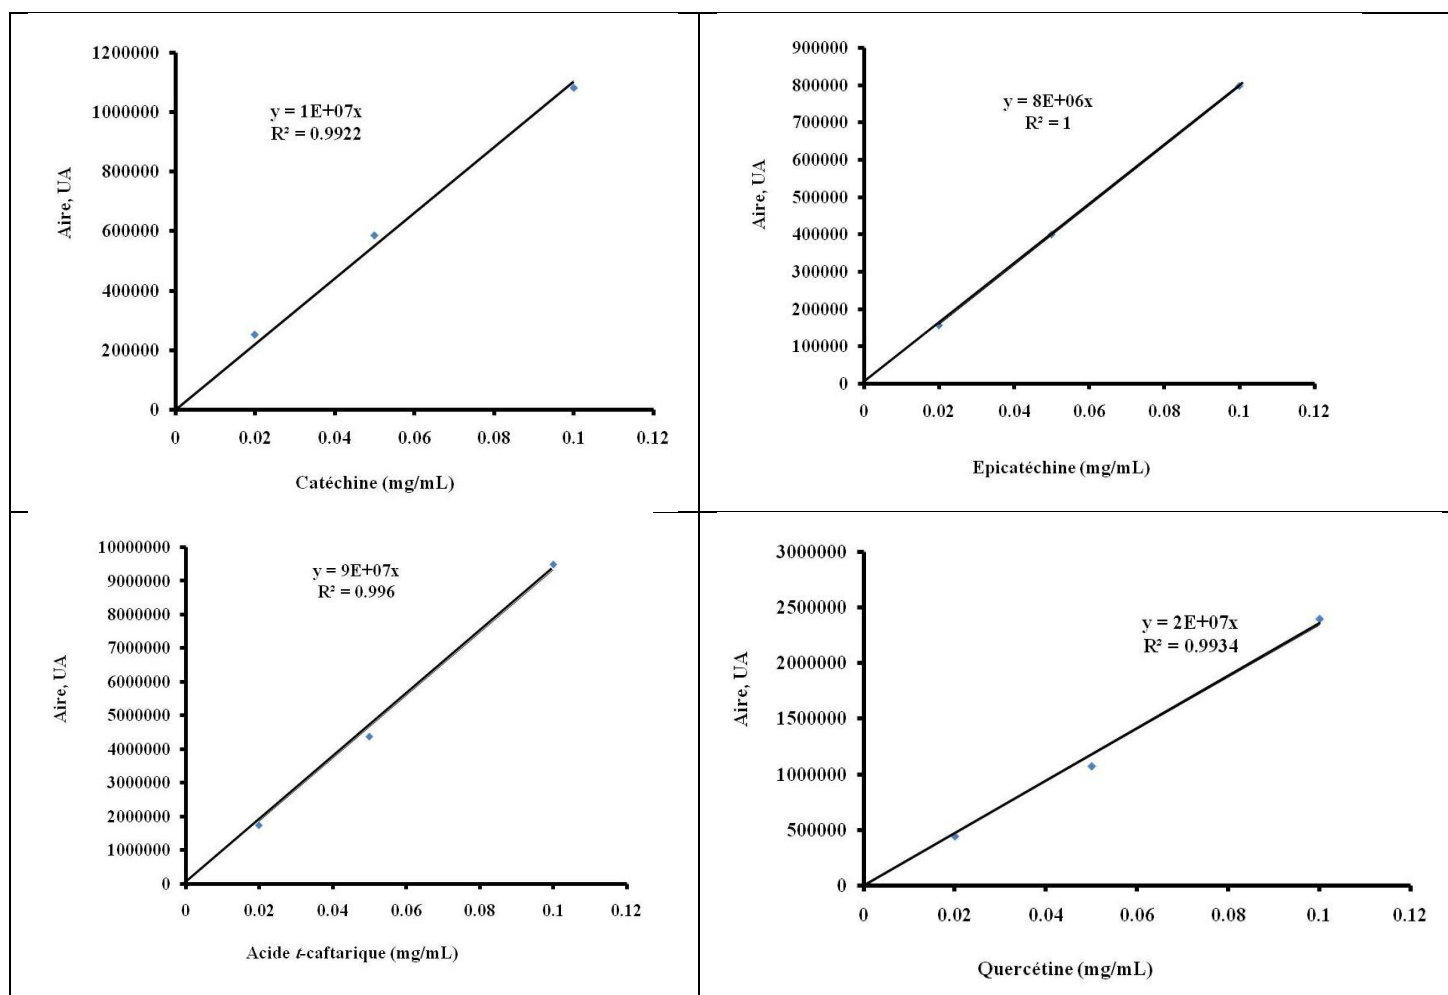 1200000
1000000
800000
600000
400000
200000
0
y = 1E+07x
R² = 0.9922
Aire, UA
0 0.02 0.04 0.06 0.08 0.1 0.12
Catéchine (mg/mL)
900000
800000
700000
600000
500000
400000
300000
200000
100000
0
y = 8E+06x
R² = 1
Aire, UA
0 0.02 0.04 0.06 0.08 0.1 0.12
Epicatéchine (mg/mL)
10000000
9000000
8000000
7000000
6000000
5000000
4000000
3000000
2000000
1000000
0
y = 9E+07x
R² = 0.996
Aire, UA
0 0.02 0.04 0.06 0.08 0.1 0.12
Acide t-caftarique (mg/mL)
3000000
2500000
2000000
1500000
1000000
500000
0
y = 2E+07x
R² = 0.9934
Aire, UA
0 0.02 0.04 0.06 0.08 0.1 0.12
Quercétine (mg/mL)